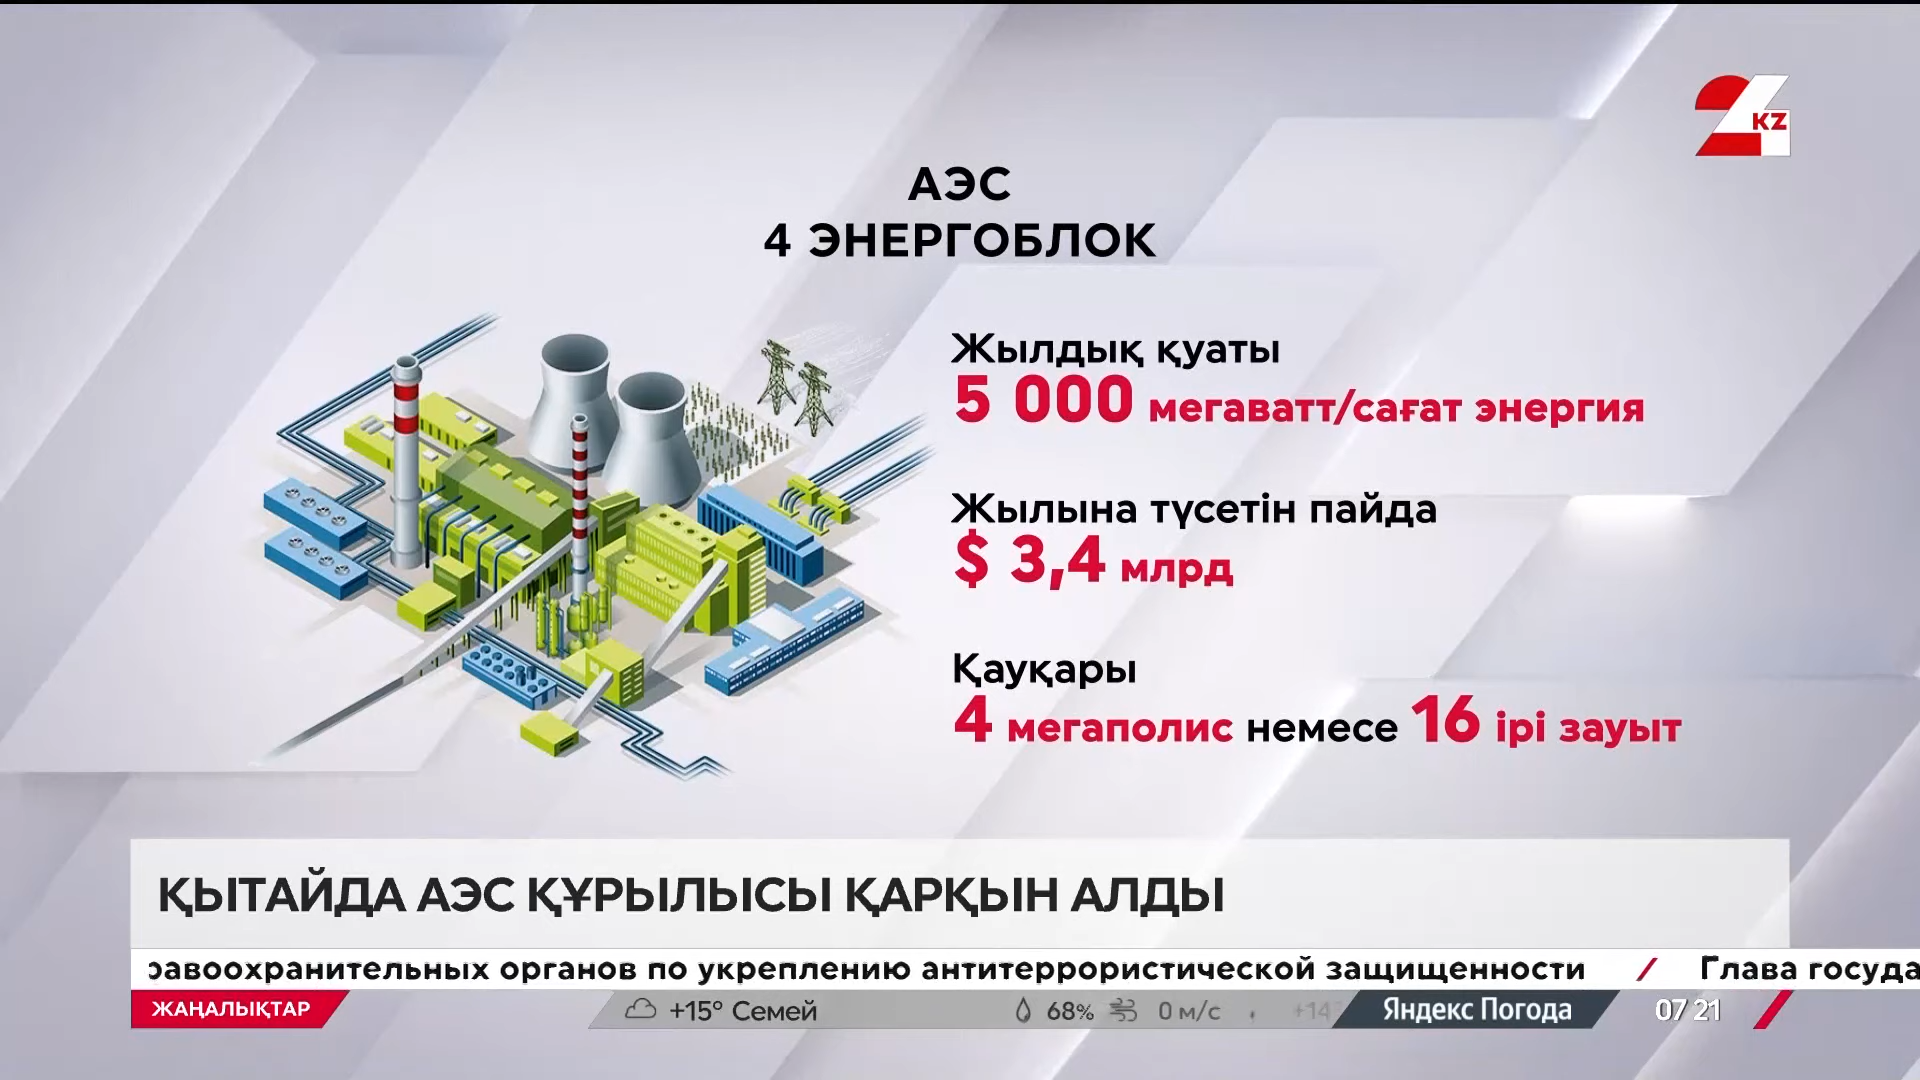 24 KZ
АЭС
4 ЭНЕРГОБЛОК
Жылдық қуаты
5 000 мегаватт/сағат энергия
Жылына түсетін пайда
$ 3,4 млрд
Қауқары
4 мегаполис немесе 16 ірі зауыт
ҚЫТАЙДА АЭС ҚҰРЫЛЫСЫ ҚАРҚЫН АЛДЫ
равоохранительных органов по укреплению антитеррористической защищенности / Глава госуда
ЖАҢАЛЫҚТАР +15° Семей 68% 0 м/с Яндекс Погода 07 21